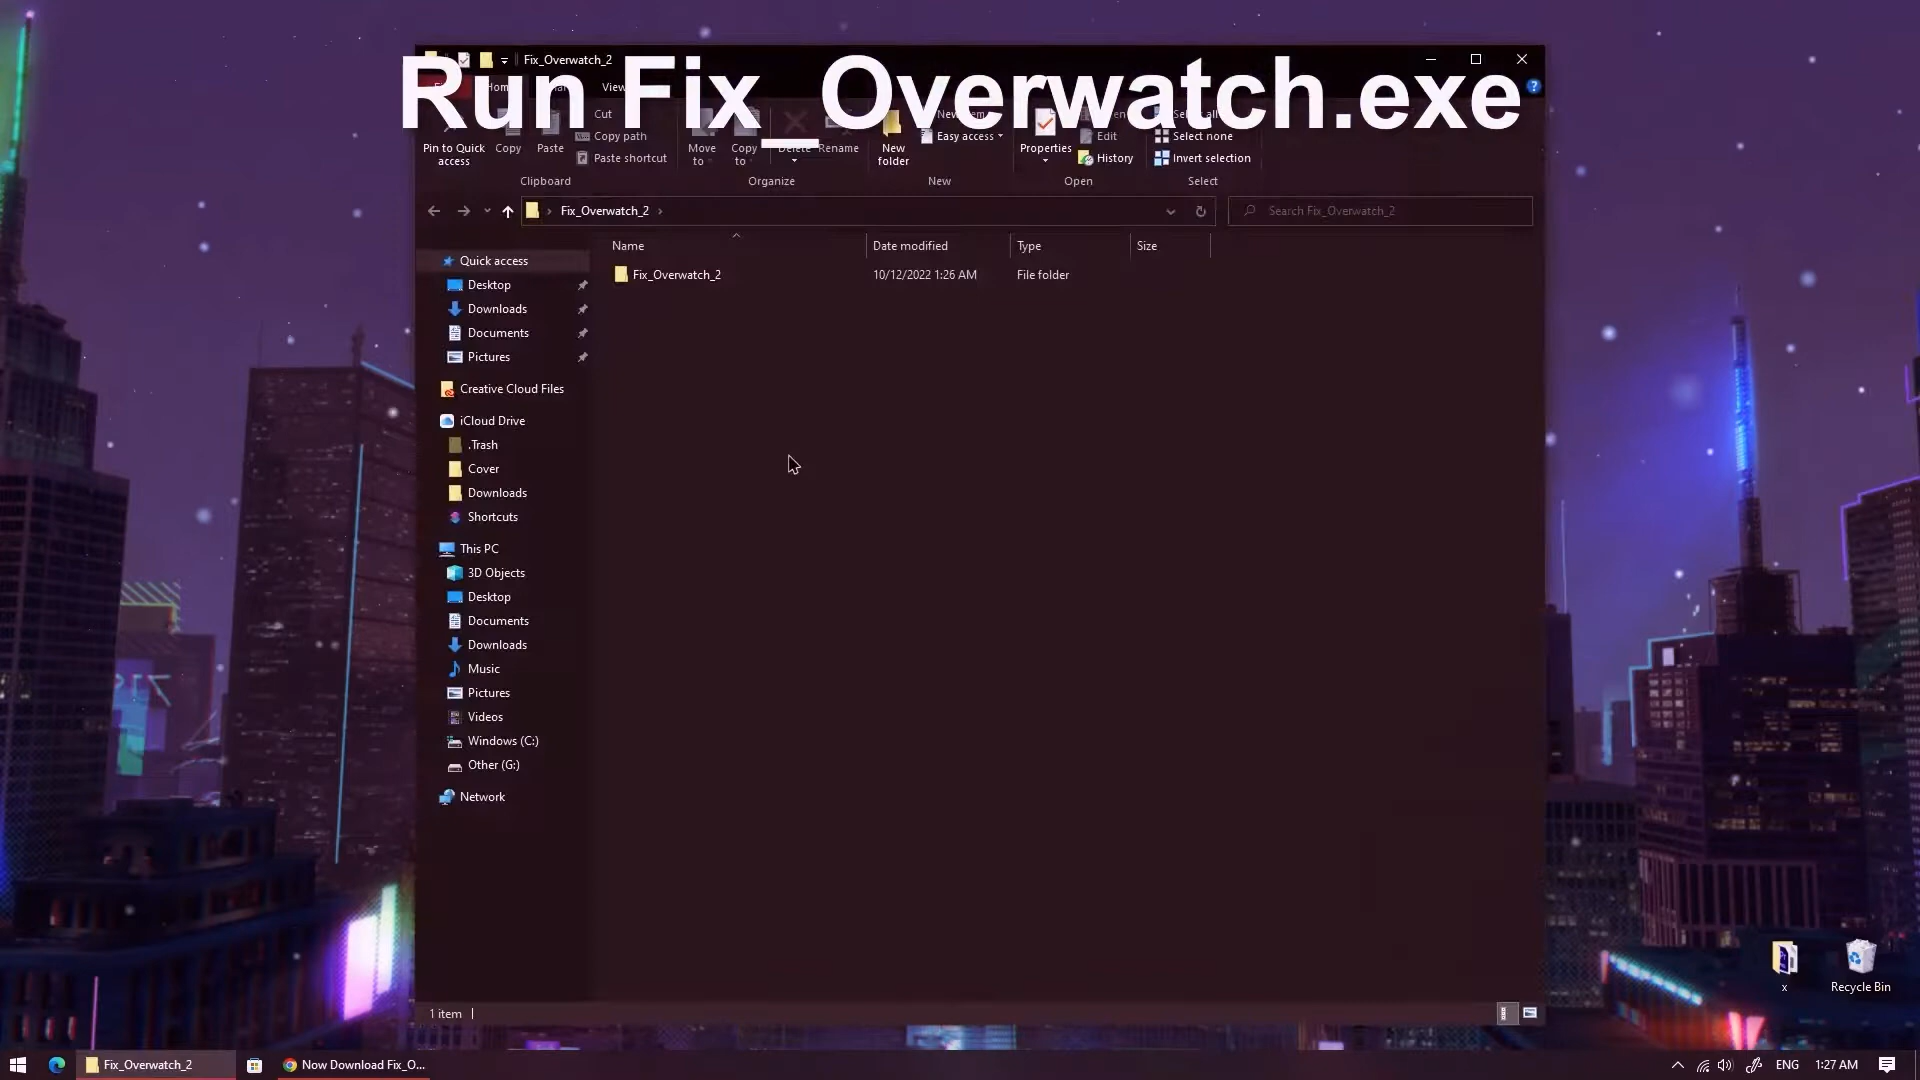 Fix_Overwatch_2
Run Fix_Overwatch.exe
View
Cut
Copy path
Paste shortcut
Pin to Quick access
Copy
Paste
Move to
Copy to
Delete
Rename
New folder
Easy access
Properties
Edit
History
Select all
Select none
Invert selection
Clipboard
Organize
New
Open
Select
Fix_Overwatch_2
Search Fix_Overwatch_2
Name
Date modified
Type
Size
Fix_Overwatch_2
10/12/2022 1:26 AM
File folder
Quick access
Desktop
Downloads
Documents
Pictures
Creative Cloud Files
iCloud Drive
.Trash
Cover
Downloads
Shortcuts
This PC
3D Objects
Desktop
Documents
Downloads
Music
Pictures
Videos
Windows (C:)
Other (G:)
Network
1 item
x
Recycle Bin
Fix_Overwatch_2
Now Download Fix_O...
ENG
1:27 AM